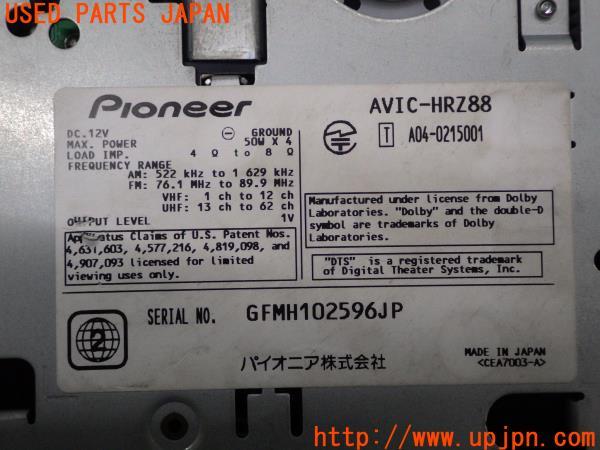 USED PARTS JAPAN
Pioneer
AVIC-HRZ88
DC.12V ⊖ GROUND
MAX. POWER 50W X 4
LOAD IMP. 4 Ω to 8 Ω
FREQUENCY RANGE
AM: 522 kHz to 1 629 kHz
FM: 76.1 MHz to 89.9 MHz
VHF: 1 ch to 12 ch
UHF: 13 ch to 62 ch
OUTPUT LEVEL 1V
T A04-0215001
Apparatus Claims of U.S. Patent Nos.
4,631,603, 4,577,216, 4,819,098, and
4,907,093 licensed for limited
viewing uses only.
Manufactured under license from Dolby
Laboratories. "Dolby" and the double-D
symbol are trademarks of Dolby
Laboratories.
"DTS" is a registered trademark
of Digital Theater Systems, Inc.
2
SERIAL NO. GFMH102596JP
パイオニア株式会社
MADE IN JAPAN
<CEA7003-A>
http://www.upjpn.com/